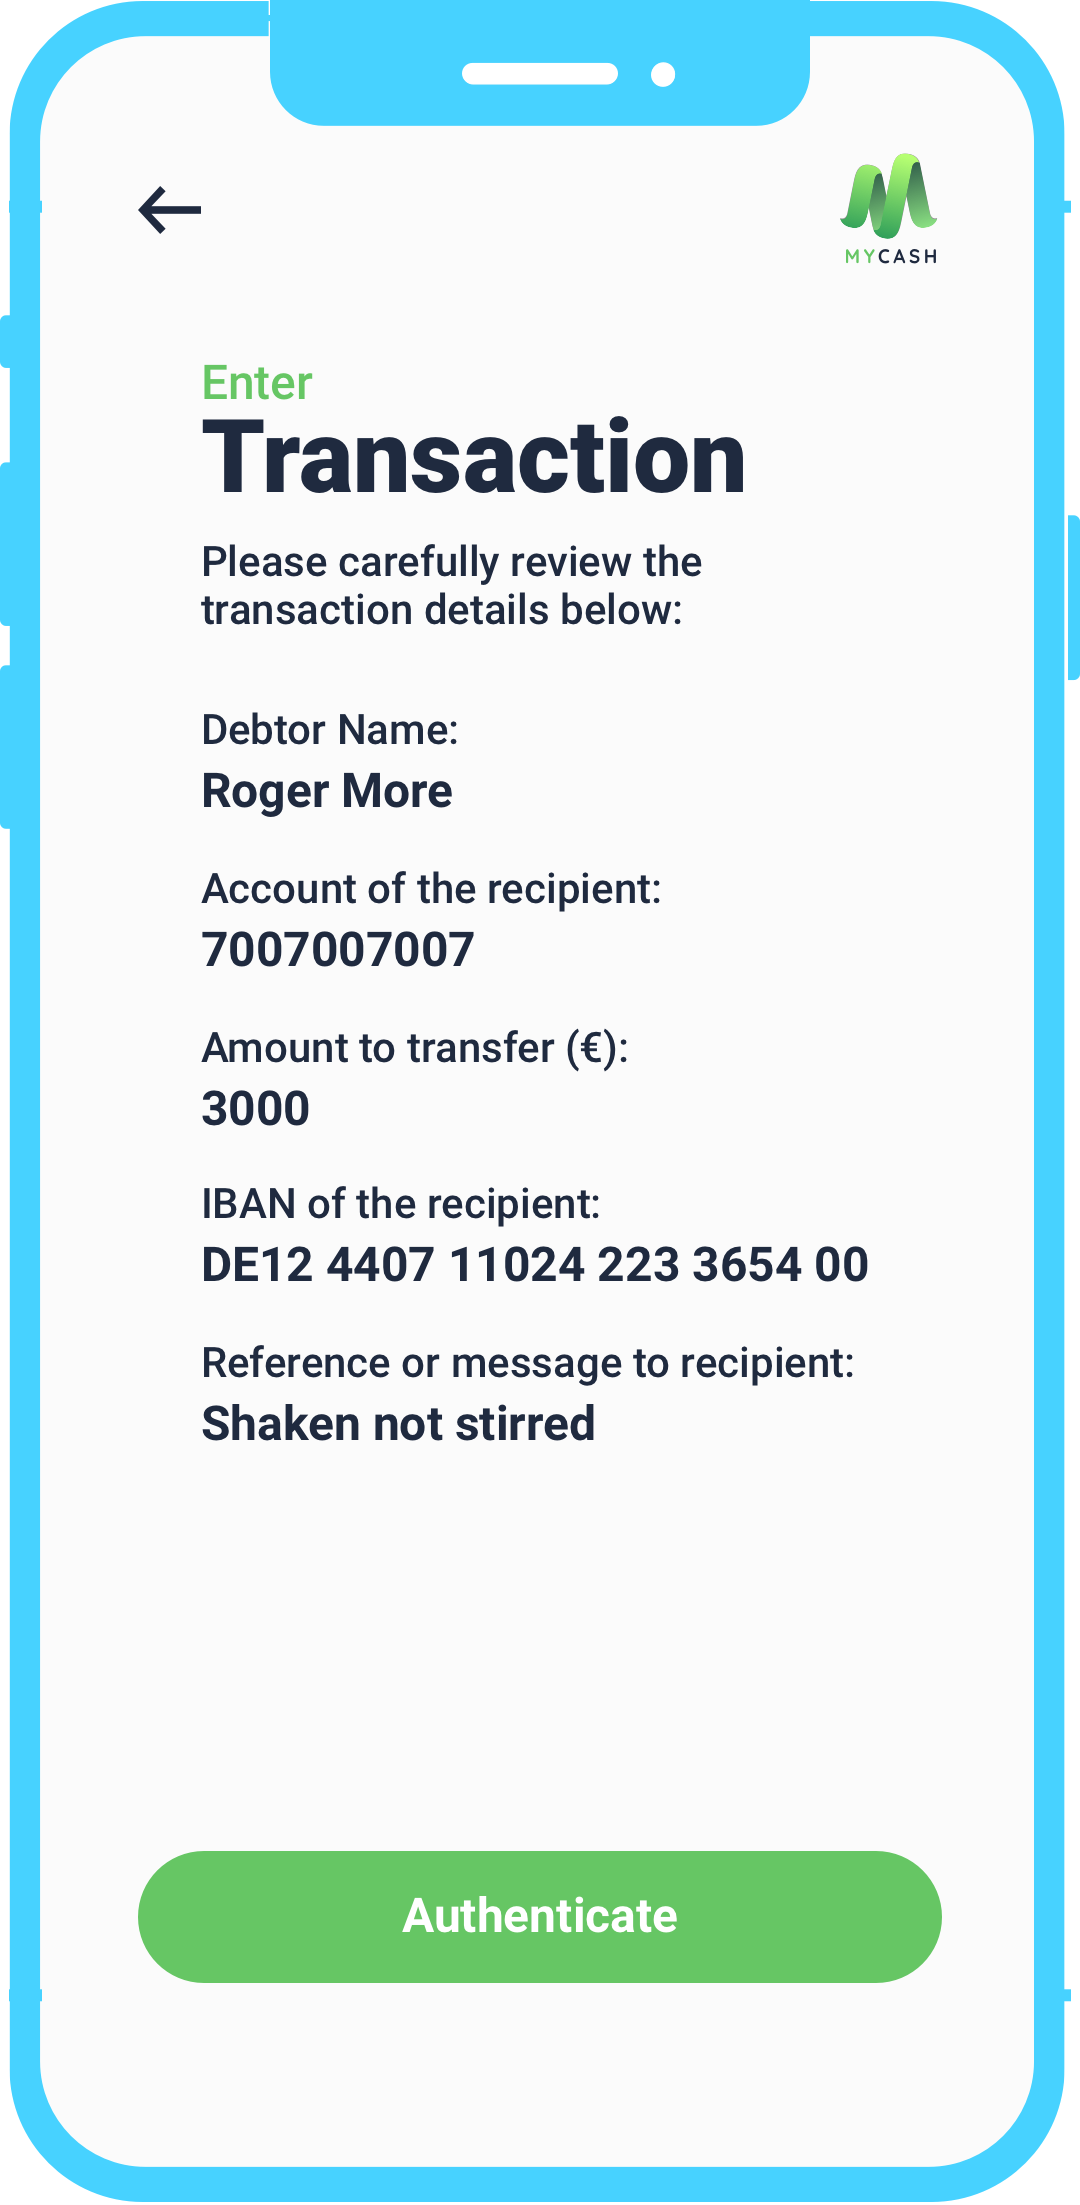 MYCASH
Enter
Transaction
Please carefully review the
transaction details below:
Debtor Name:
Roger More
Account of the recipient:
7007007007
Amount to transfer (€):
3000
IBAN of the recipient:
DE12 4407 11024 223 3654 00
Reference or message to recipient:
Shaken not stirred
Authenticate